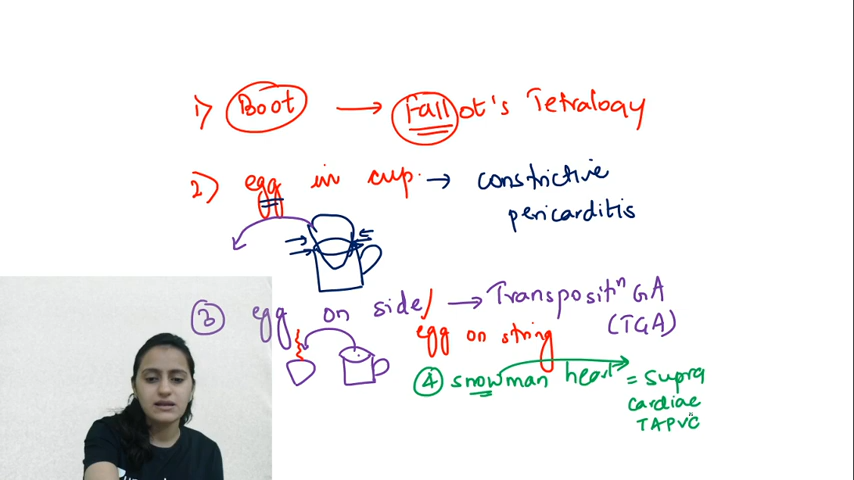 1) Boot → Fallot's Tetralogy
2) egg in cup. → constrictive
pericarditis
3 egg on side/ → Transpositⁿ GA
(TGA)
egg on string
4 snowman heart = supra
cardiac
TAPVC